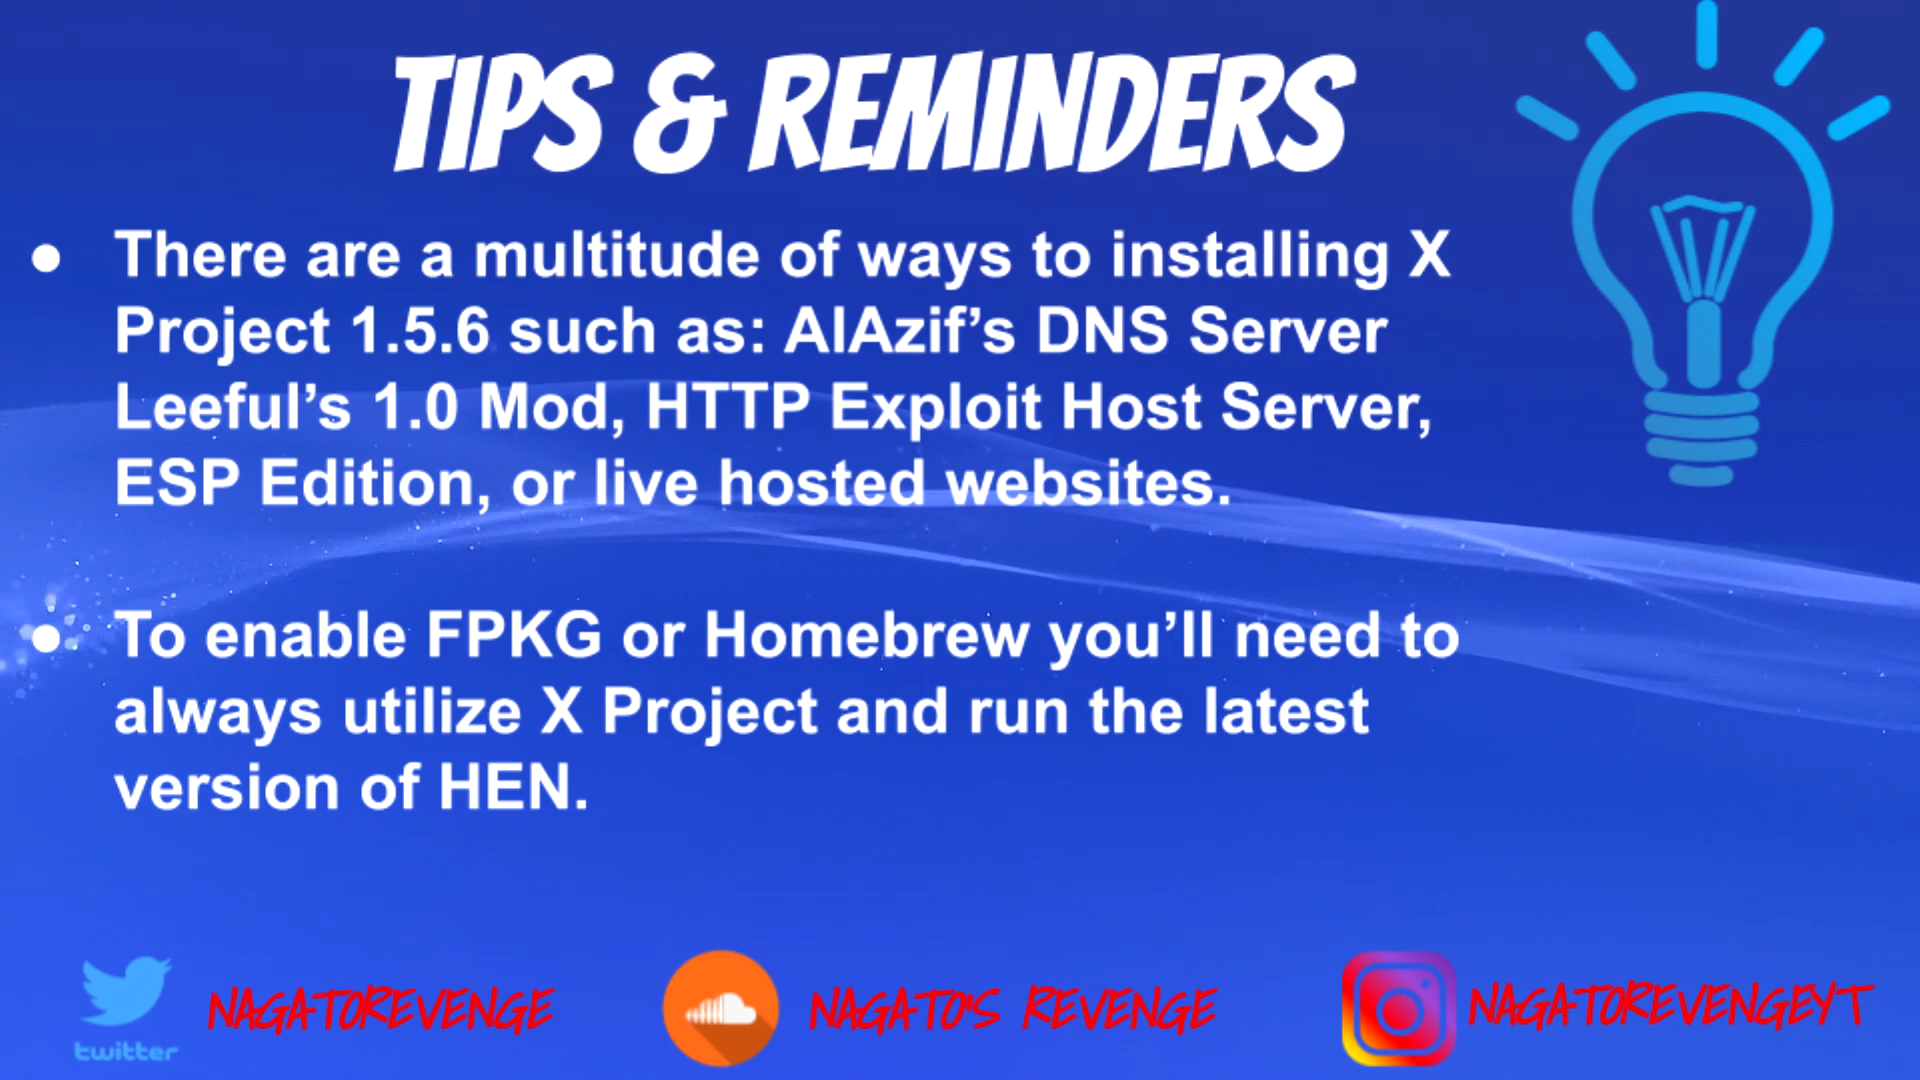 TIPS & REMINDERS
● There are a multitude of ways to installing X
Project 1.5.6 such as: AlAzif’s DNS Server
Leeful’s 1.0 Mod, HTTP Exploit Host Server,
ESP Edition, or live hosted websites.
● To enable FPKG or Homebrew you’ll need to
always utilize X Project and run the latest
version of HEN.
twitter NAGATOREVENGE NAGATO'S REVENGE NAGATOREVENGEYT